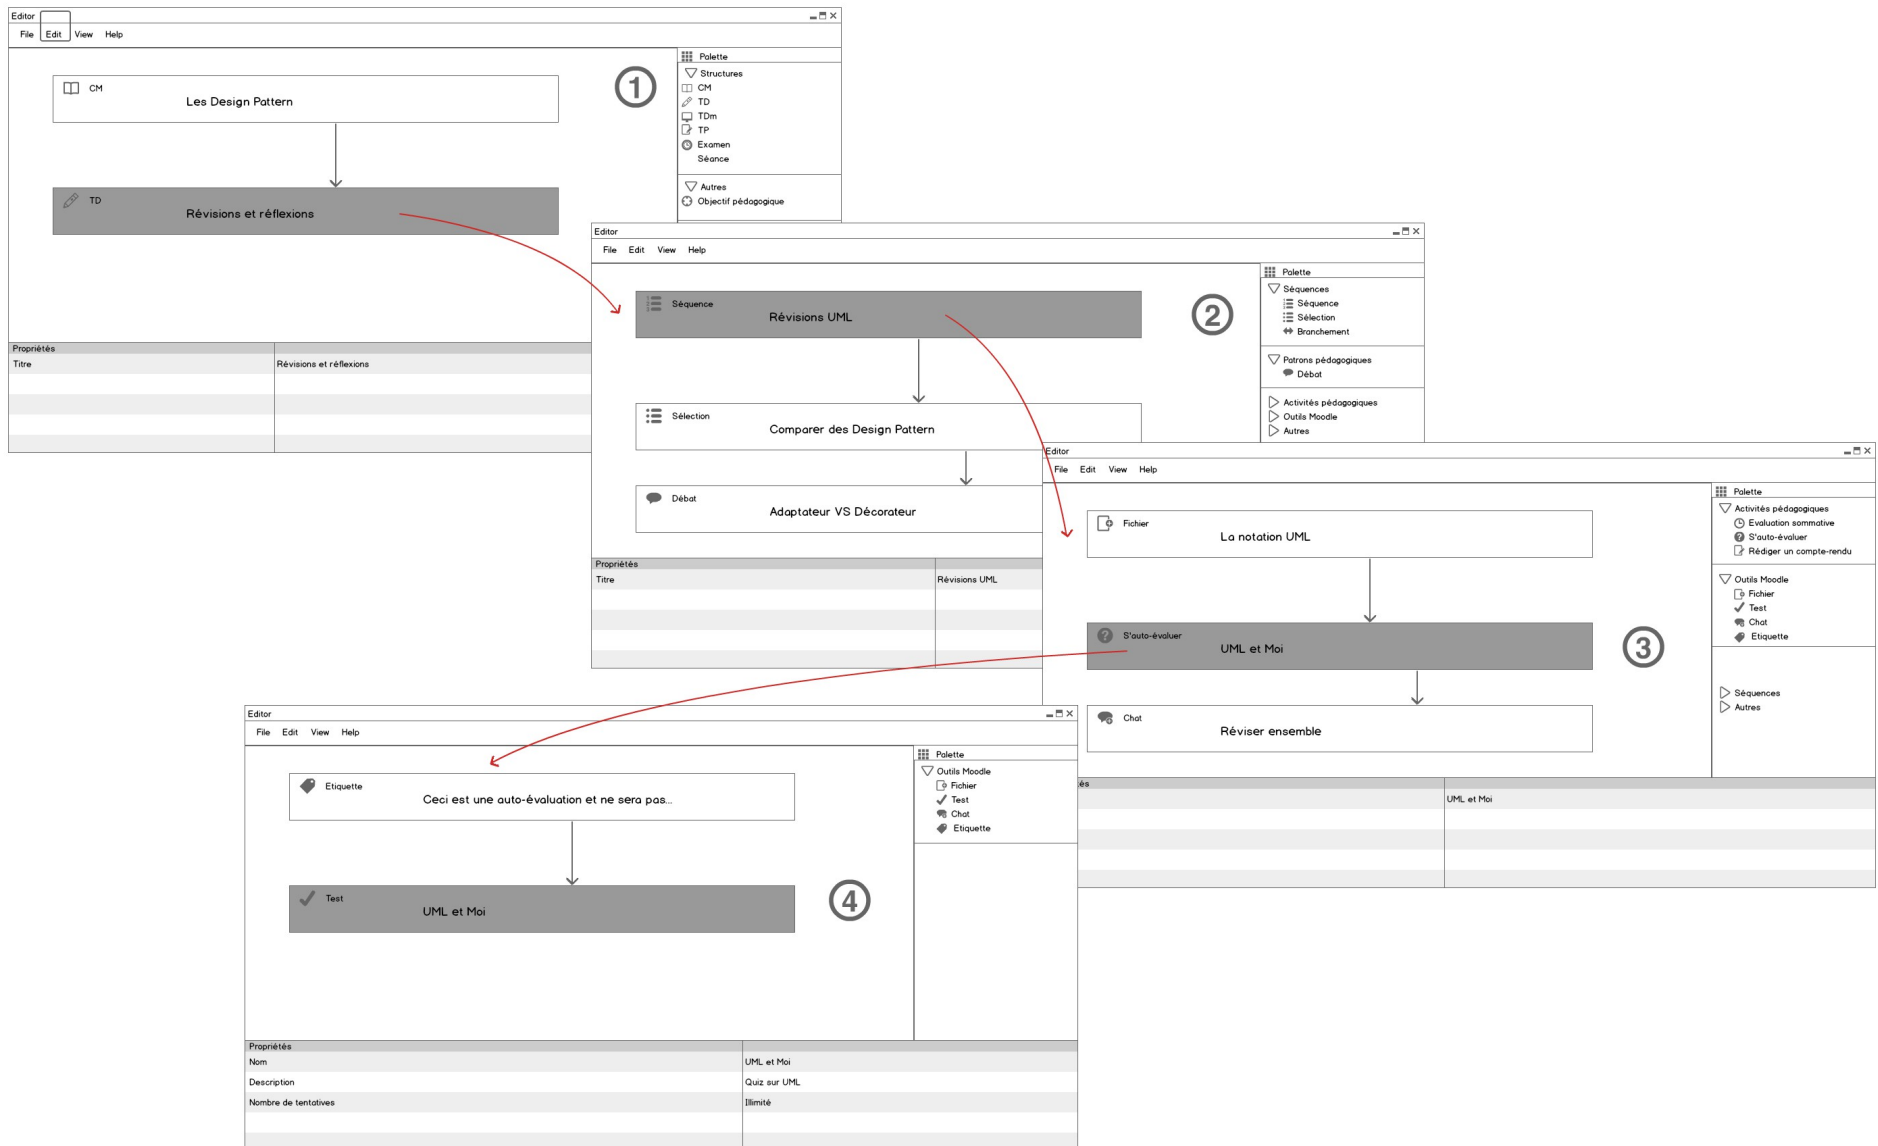 Editor
File Edit View Help
CM
Les Design Pattern
TD
Révisions et réflexions
1
Palette
Structures
CM
TD
TDm
TP
Examen
Séance
Autres
Objectif pédagogique
Propriétés
Titre Révisions et réflexions
Editor
File Edit View Help
Séquence
Révisions UML
Sélection
Comparer des Design Pattern
Débat
Adaptateur VS Décorateur
2
Palette
Séquences
Séquence
Sélection
Branchement
Patrons pédagogiques
Débat
Activités pédagogiques
Outils Moodle
Autres
Propriétés
Titre Révisions UML
Editor
File Edit View Help
Fichier
La notation UML
S'auto-évaluer
UML et Moi
Chat
Réviser ensemble
3
Palette
Activités pédagogiques
Evaluation sommative
S'auto-évaluer
Rédiger un compte-rendu
Outils Moodle
Fichier
Test
Chat
Etiquette
Séquences
Autres
és
UML et Moi
Editor
File Edit View Help
Etiquette
Ceci est une auto-évaluation et ne sera pas...
Test
UML et Moi
4
Palette
Outils Moodle
Fichier
Test
Chat
Etiquette
Propriétés
Nom UML et Moi
Description Quiz sur UML
Nombre de tentatives Illimité